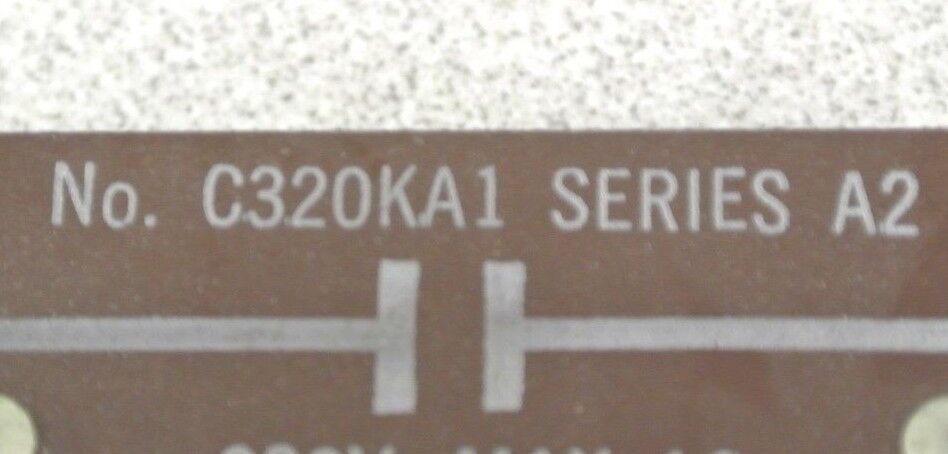 No. C320KA1 SERIES A2